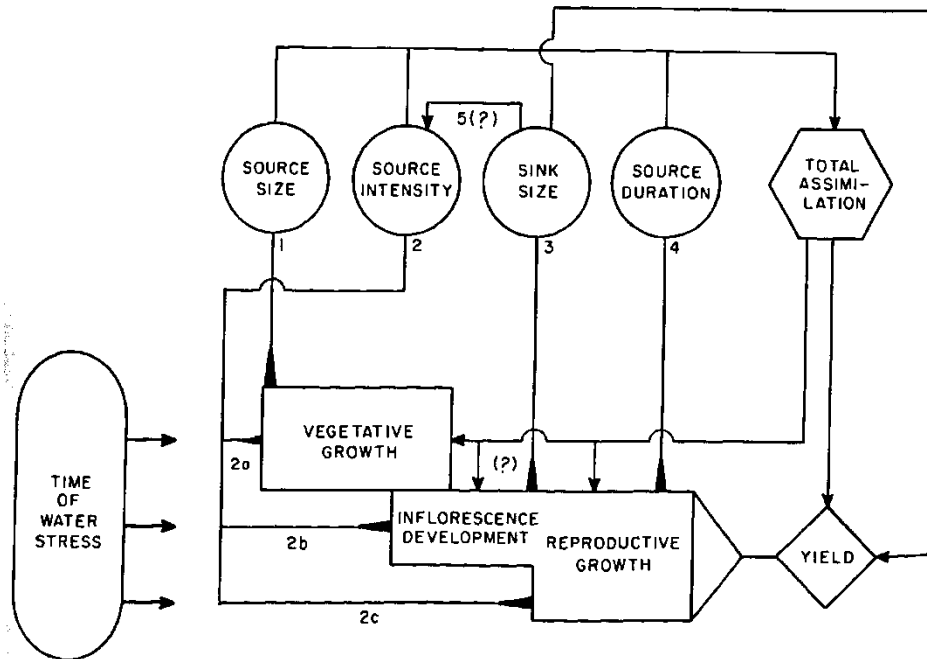 5(?)
SOURCE
SIZE
SOURCE
INTENSITY
SINK
SIZE
SOURCE
DURATION
TOTAL
ASSIMI-
LATION
1
2
3
4
VEGETATIVE
GROWTH
2a
(?)
TIME
OF
WATER
STRESS
INFLORESCENCE
DEVELOPMENT
2b
REPRODUCTIVE
GROWTH
YIELD
2c